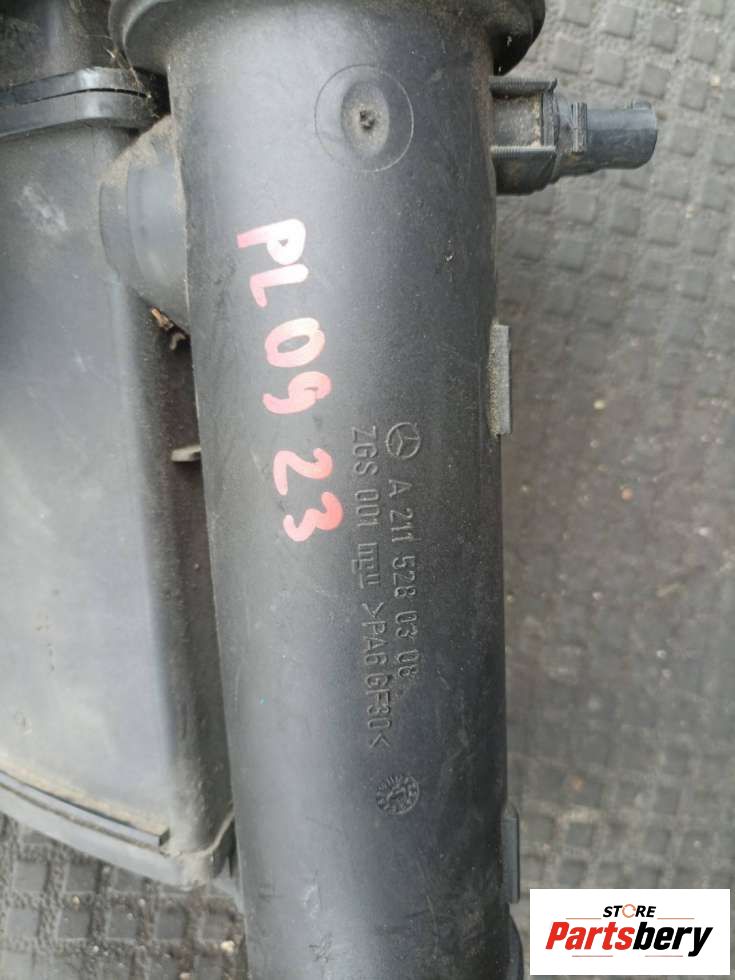 PL09 23
A 211 528 03 08
ZGS 001 >PA6 GF30<
STORE
Partsbery